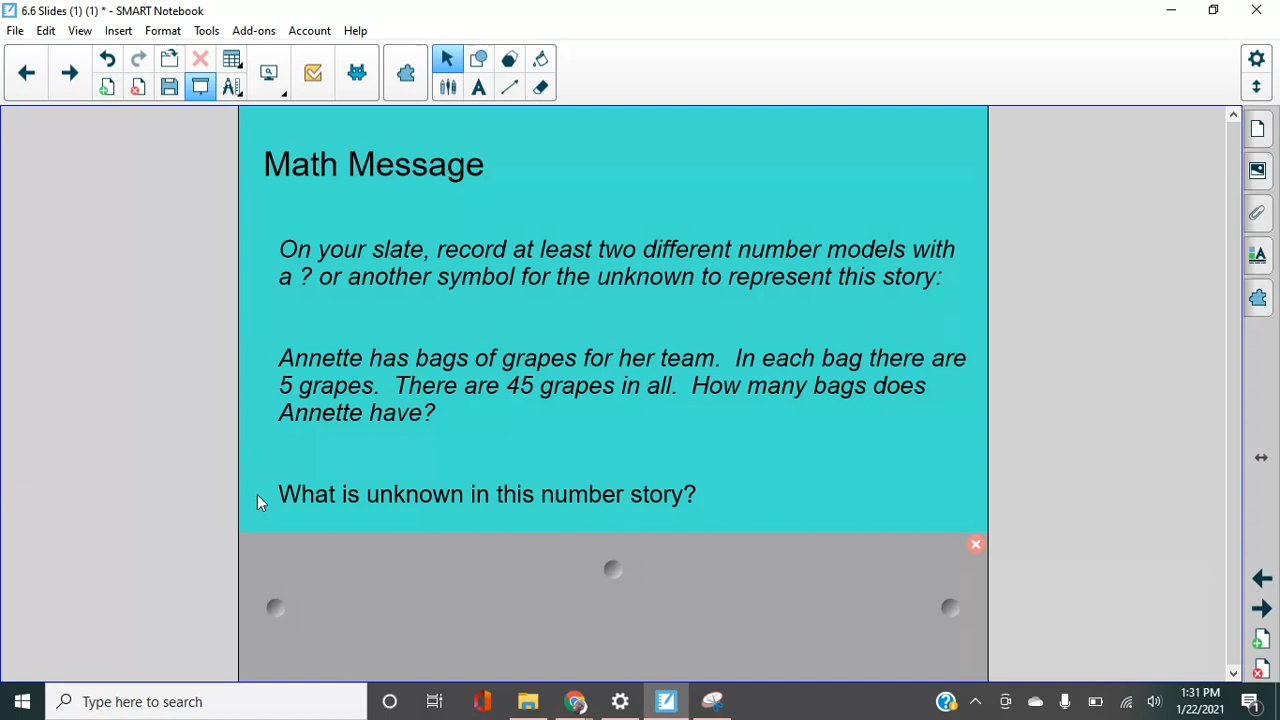 6.6 Slides (1) (1) * - SMART Notebook
File Edit View Insert Format Tools Add-ons Account Help
Math Message
On your slate, record at least two different number models with
a ? or another symbol for the unknown to represent this story:
Annette has bags of grapes for her team. In each bag there are
5 grapes. There are 45 grapes in all. How many bags does
Annette have?
What is unknown in this number story?
Type here to search
1:31 PM
1/22/2021